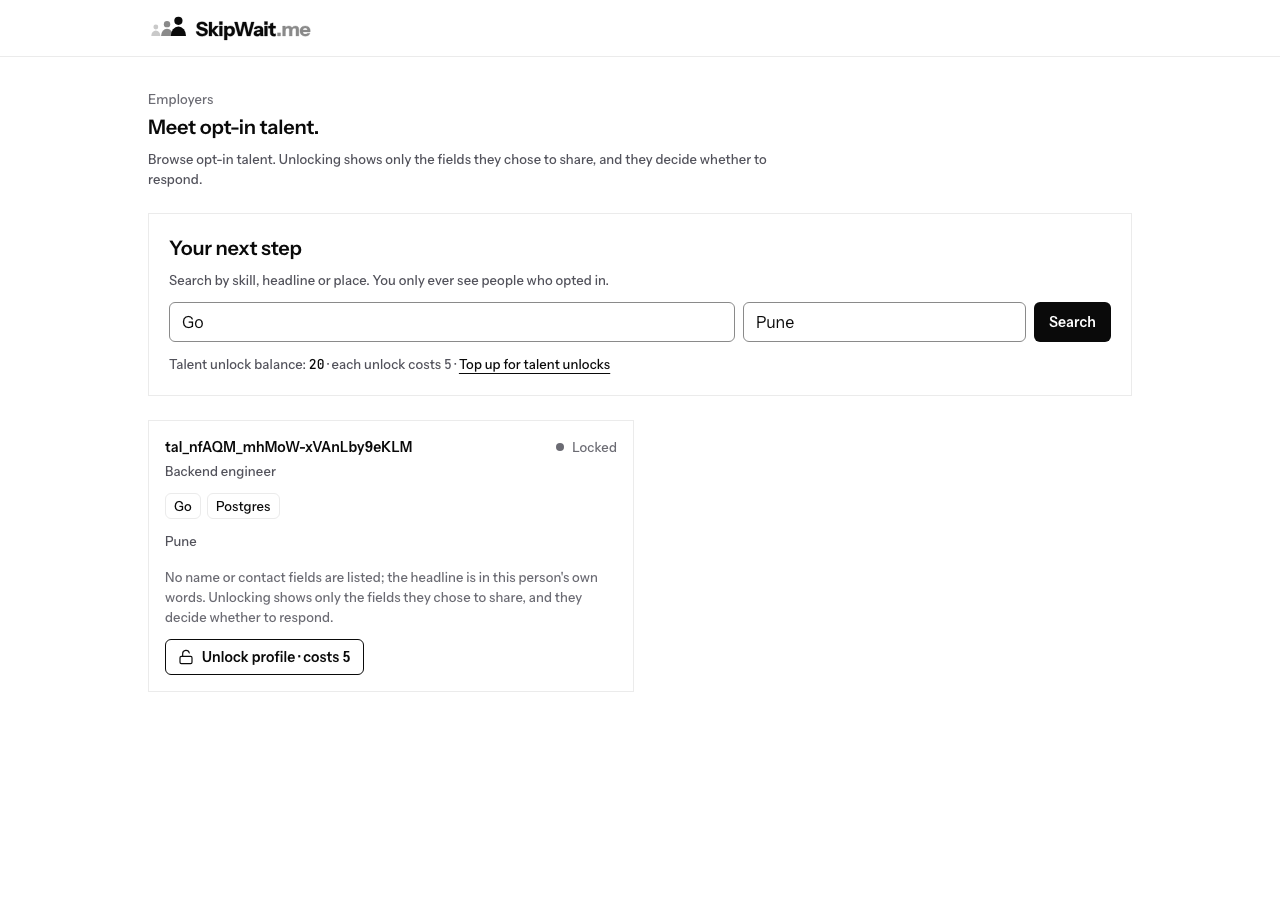 SkipWait.me
Employers
Meet opt-in talent.
Browse opt-in talent. Unlocking shows only the fields they chose to share, and they decide whether to
respond.
Your next step
Search by skill, headline or place. You only ever see people who opted in.
Go
Pune
Search
Talent unlock balance: 20 · each unlock costs 5 · Top up for talent unlocks
tal_nfAQM_mhMoW-xVAnLby9eKLM
Locked
Backend engineer
Go
Postgres
Pune
No name or contact fields are listed; the headline is in this person's own
words. Unlocking shows only the fields they chose to share, and they
decide whether to respond.
Unlock profile · costs 5